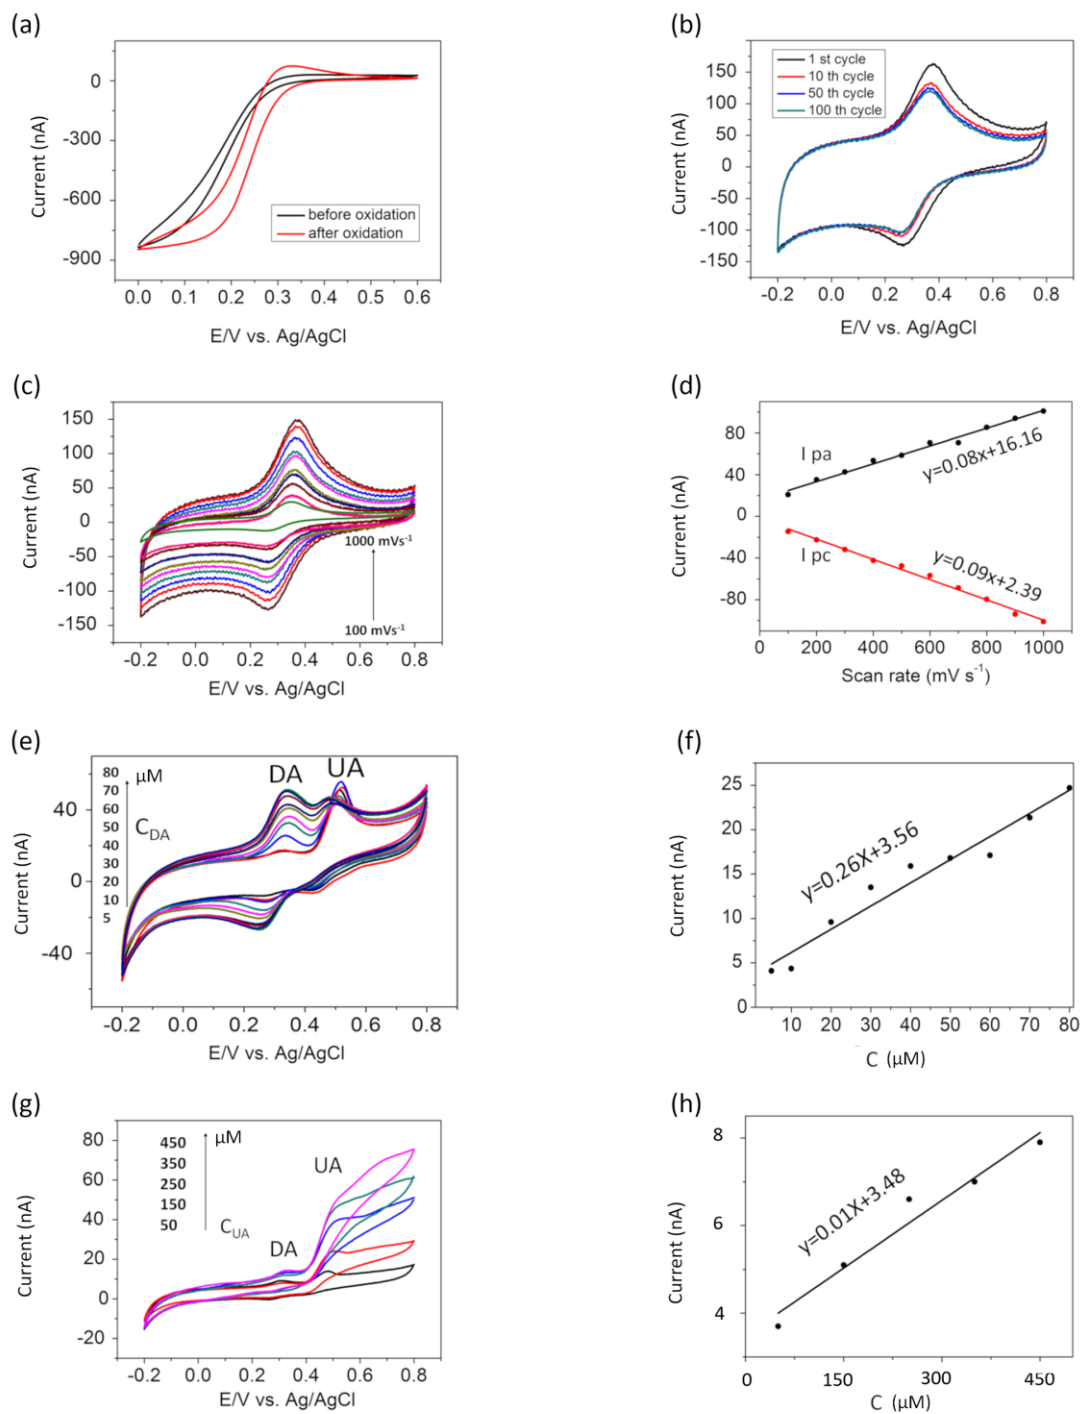 (a)
0
-300
-600
-900
Current (nA)
before oxidation
after oxidation
0.0 0.1 0.2 0.3 0.4 0.5 0.6
E/V vs. Ag/AgCl
(b)
150
100
50
0
-50
-100
-150
Current (nA)
1 st cycle
10 th cycle
50 th cycle
100 th cycle
-0.2 0.0 0.2 0.4 0.6 0.8
E/V vs. Ag/AgCl
(c)
150
100
50
0
-50
-100
-150
Current (nA)
1000 mVs-1
100 mVs-1
-0.2 0.0 0.2 0.4 0.6 0.8
E/V vs. Ag/AgCl
(d)
80
40
0
-40
-80
Current (nA)
I pa
y=0.08x+16.16
I pc
y=0.09x+2.39
0 200 400 600 800 1000
Scan rate (mV s-1)
(e)
40
0
-40
Current (nA)
80
70
60
50
40
30
20
10
5
µM
CDA
DA
UA
-0.2 0.0 0.2 0.4 0.6 0.8
E/V vs. Ag/AgCl
(f)
25
20
15
10
5
0
Current (nA)
y=0.26X+3.56
10 20 30 40 50 60 70 80
C (µM)
(g)
80
60
40
20
0
-20
Current (nA)
450
350
250
150
50
µM
CUA
DA
UA
-0.2 0.0 0.2 0.4 0.6 0.8
E/V vs. Ag/AgCl
(h)
8
6
4
Current (nA)
y=0.01X+3.48
0 150 300 450
C (µM)